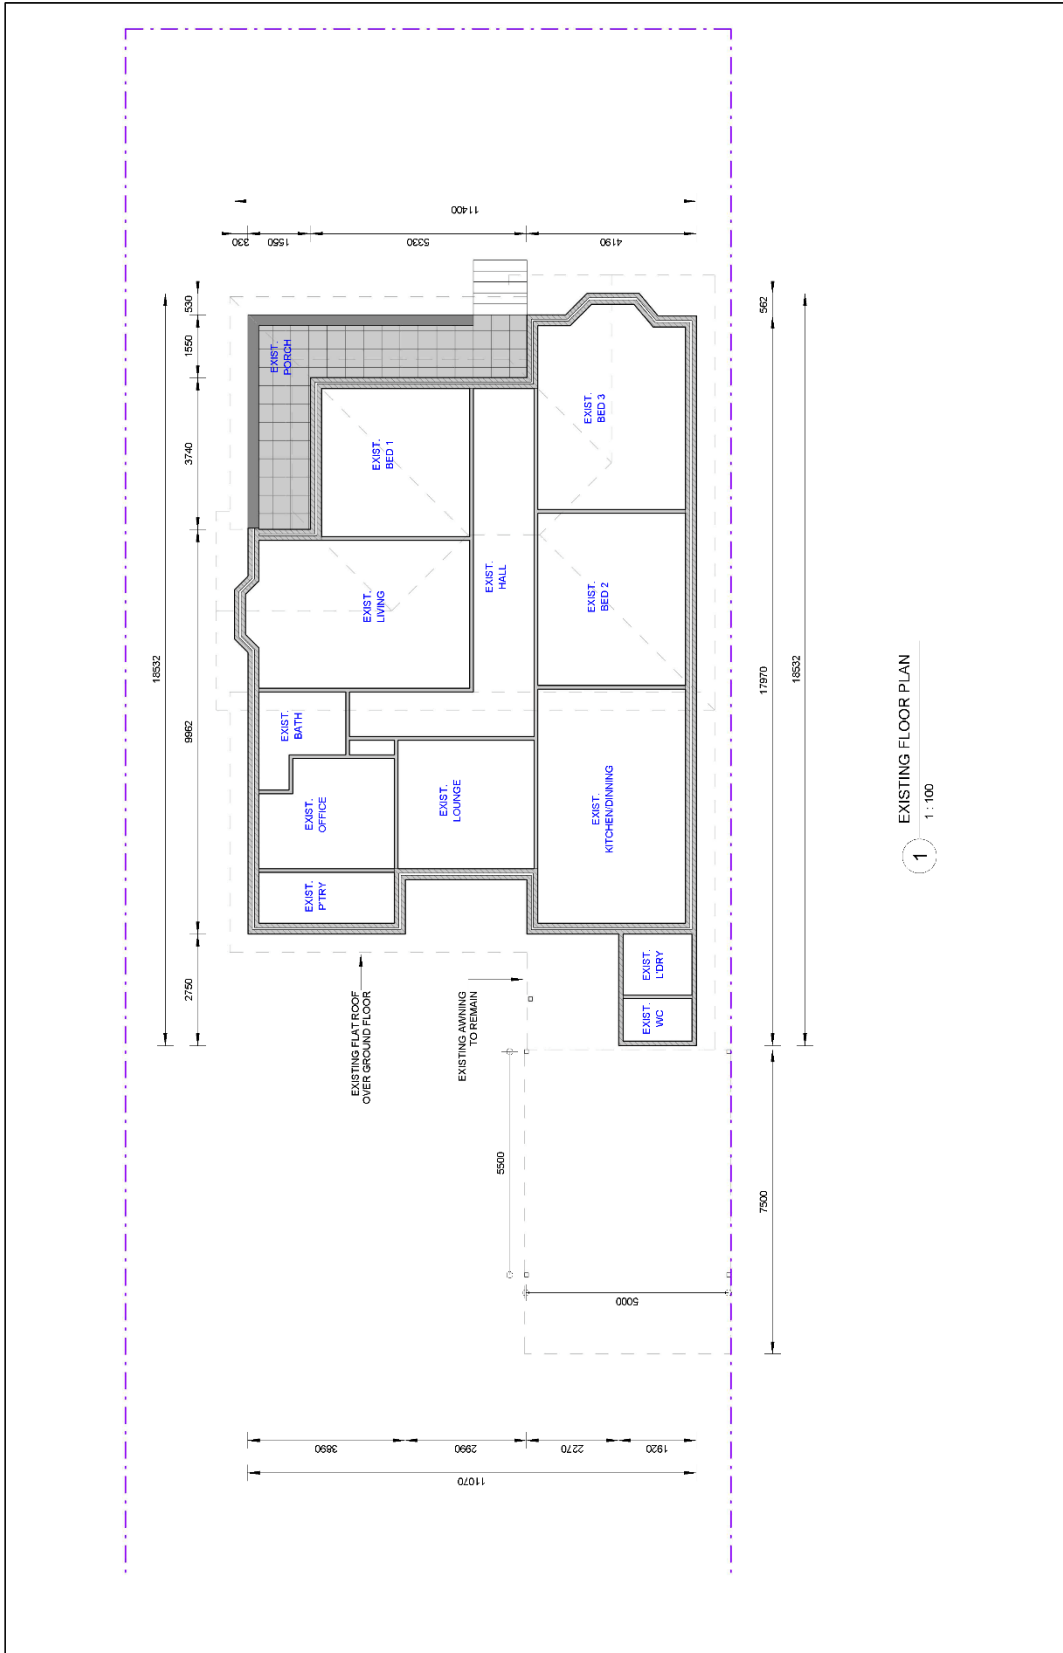 11400
330
1550
5330
4190
530
1550
3740
9962
2750
18532
562
17970
18532
EXIST.
PORCH
EXIST.
BED 1
EXIST.
BED 3
EXIST.
LIVING
EXIST.
HALL
EXIST.
BED 2
EXIST.
BATH
EXIST.
OFFICE
EXIST.
LOUNGE
EXIST.
KITCHEN/DINNING
EXIST.
P'TRY
EXIST.
L'DRY
EXIST.
WC
EXISTING FLAT ROOF
OVER GROUND FLOOR
EXISTING AWNING
TO REMAIN
5500
7500
5000
3890
2990
2270
1920
11070
1
EXISTING FLOOR PLAN
1 : 100